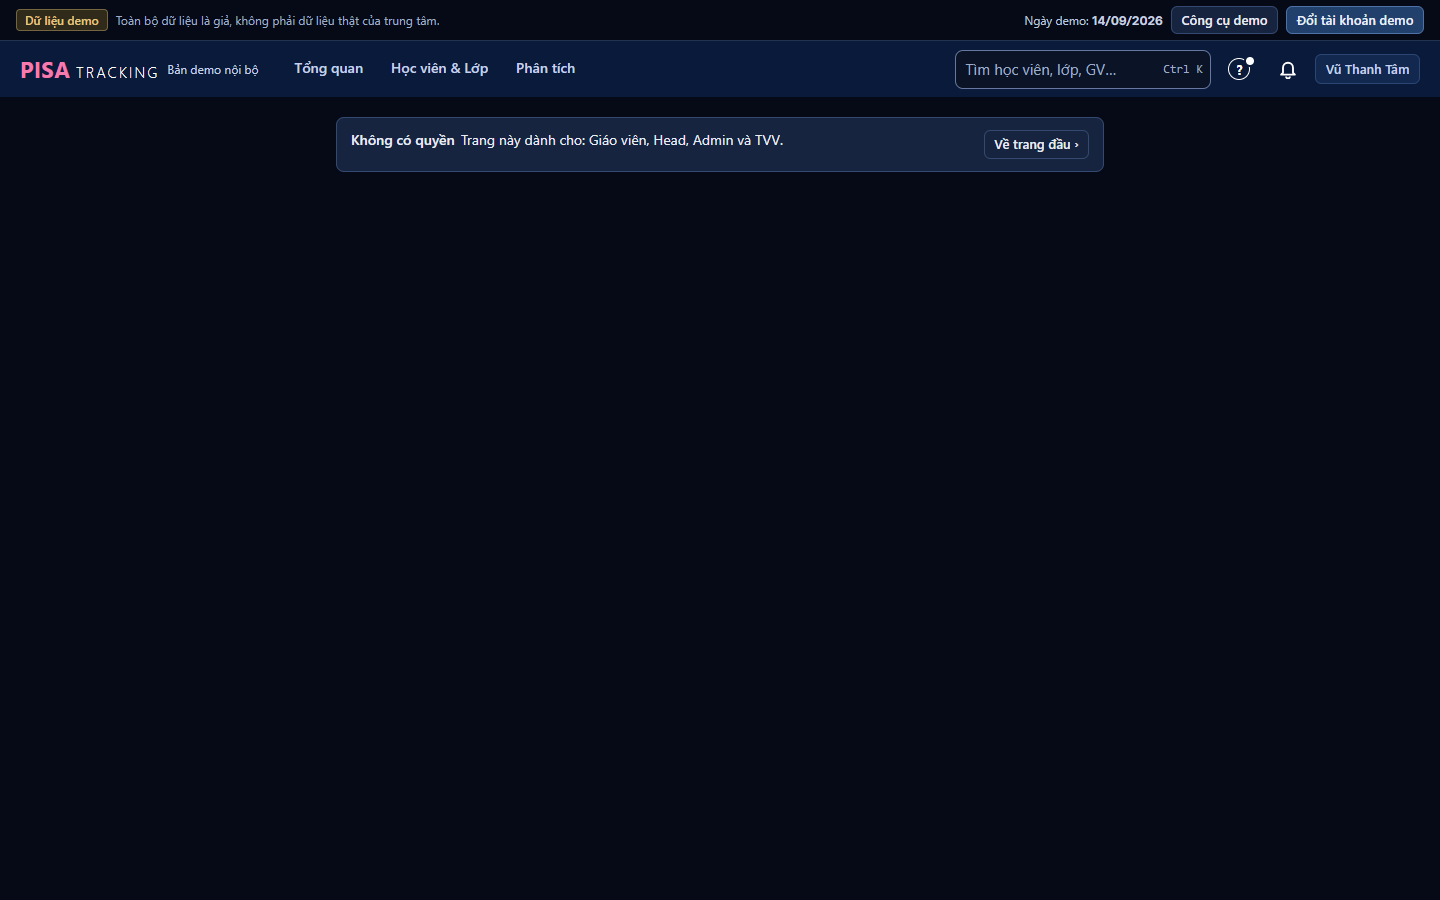 Dữ liệu demo Toàn bộ dữ liệu là giả, không phải dữ liệu thật của trung tâm. Ngày demo: 14/09/2026 Công cụ demo Đổi tài khoản demo
PISA TRACKING Bản demo nội bộ Tổng quan Học viên & Lớp Phân tích Tìm học viên, lớp, GV... Ctrl K ? Vũ Thanh Tâm
Không có quyền Trang này dành cho: Giáo viên, Head, Admin và TVV. Về trang đầu ›